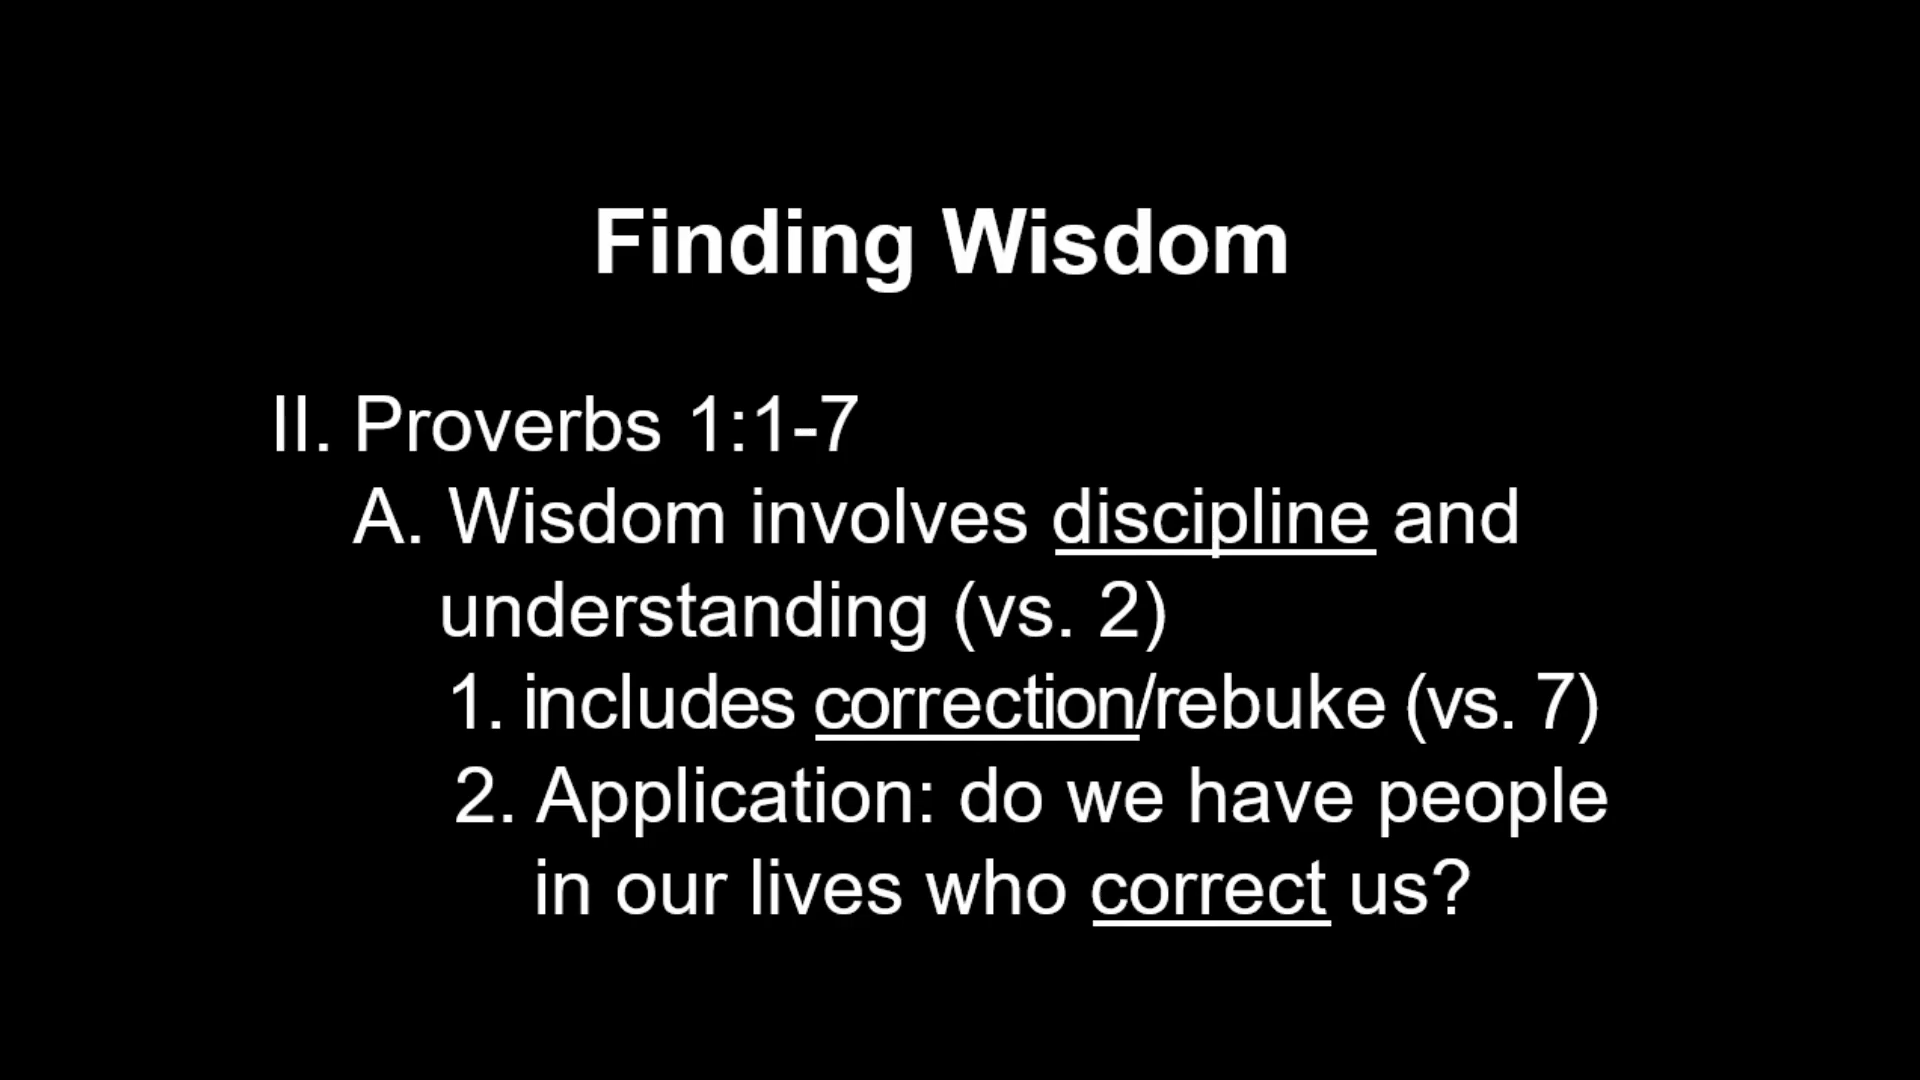 Finding Wisdom
II. Proverbs 1:1-7
A. Wisdom involves discipline and
understanding (vs. 2)
1. includes correction/rebuke (vs. 7)
2. Application: do we have people
in our lives who correct us?